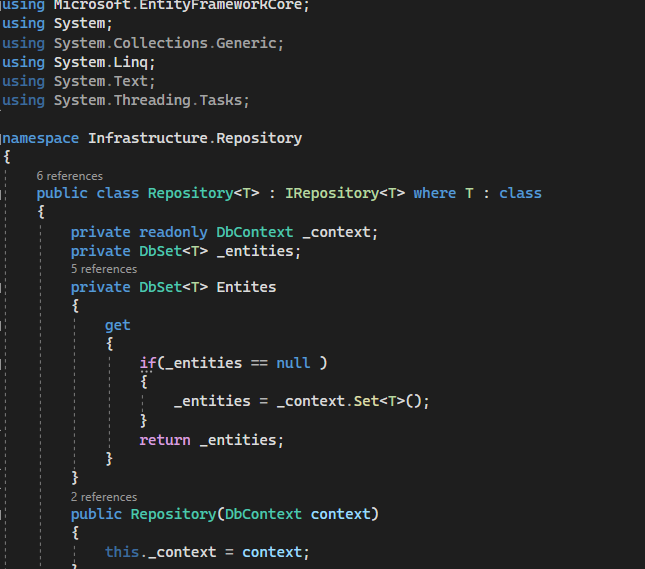 using Microsoft.EntityFrameworkCore;
using System;
using System.Collections.Generic;
using System.Linq;
using System.Text;
using System.Threading.Tasks;
namespace Infrastructure.Repository
{
6 references
public class Repository<T> : IRepository<T> where T : class
{
private readonly DbContext _context;
private DbSet<T> _entities;
5 references
private DbSet<T> Entites
{
get
{
if(_entities == null )
{
_entities = _context.Set<T>();
}
return _entities;
}
}
2 references
public Repository(DbContext context)
{
this._context = context;
}